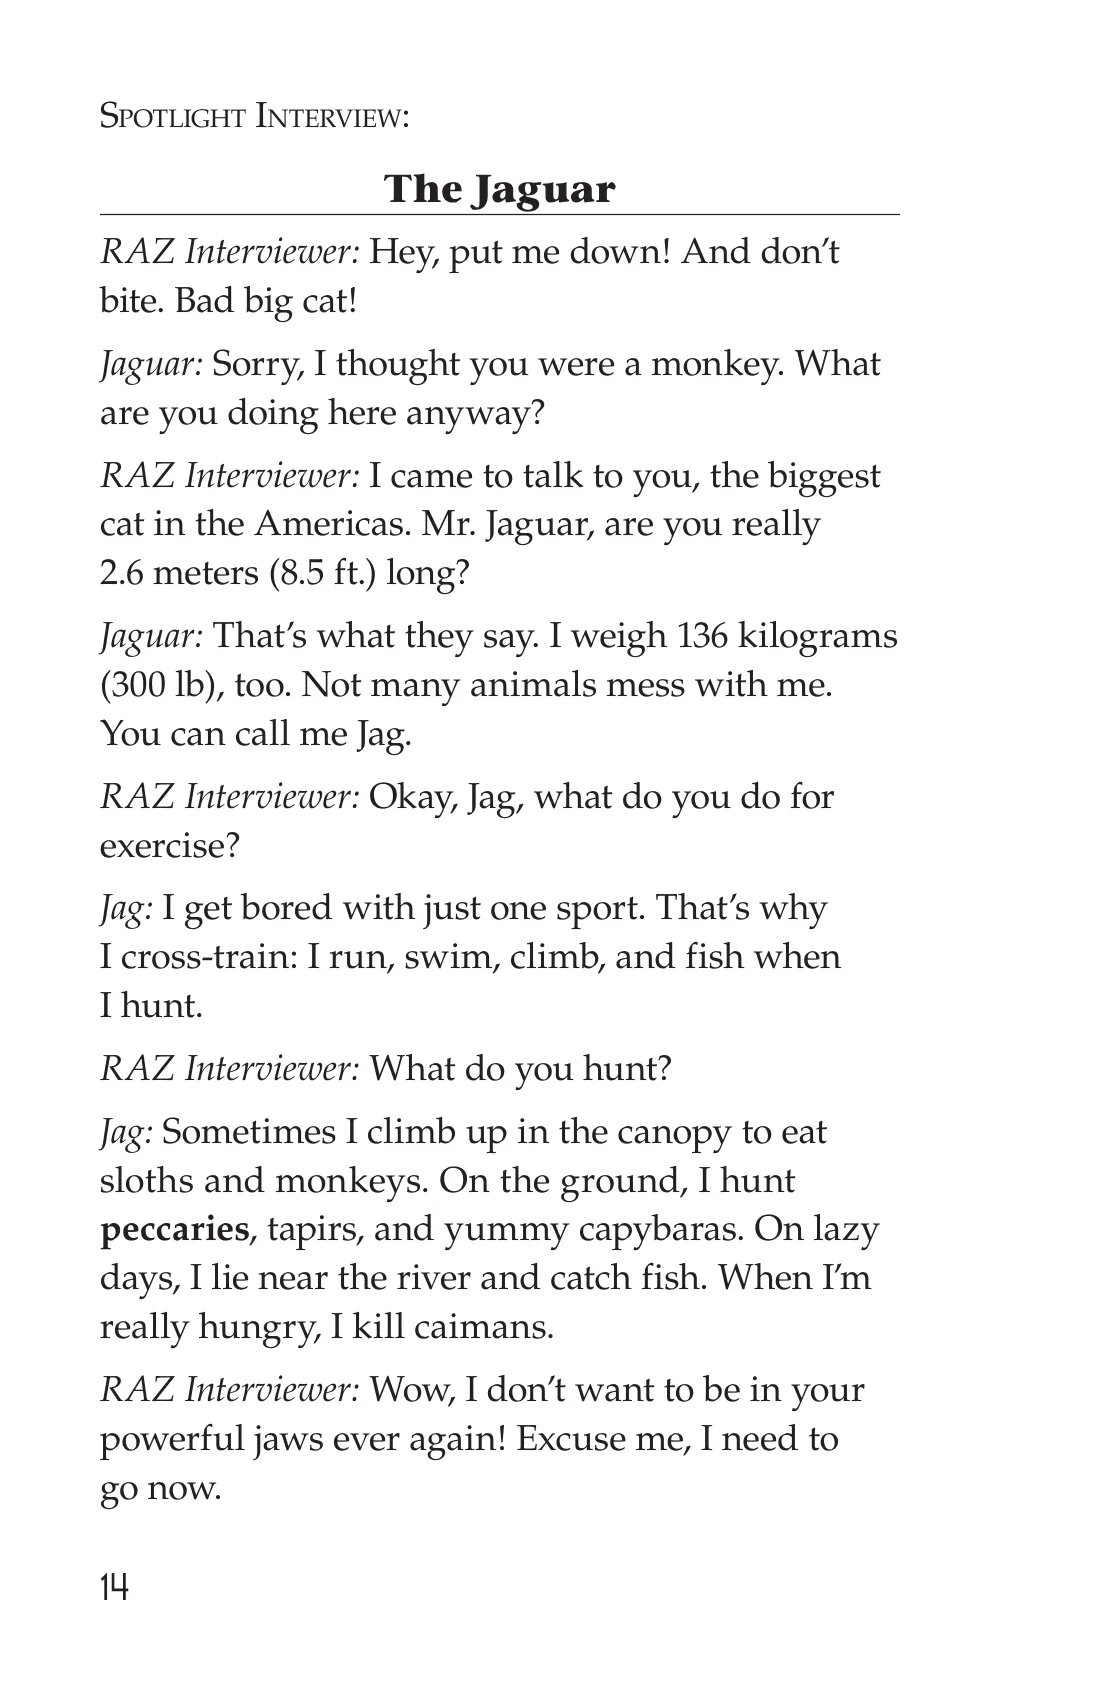 Spotlight Interview:
The Jaguar
RAZ Interviewer: Hey, put me down! And don’t
bite. Bad big cat!
Jaguar: Sorry, I thought you were a monkey. What
are you doing here anyway?
RAZ Interviewer: I came to talk to you, the biggest
cat in the Americas. Mr. Jaguar, are you really
2.6 meters (8.5 ft.) long?
Jaguar: That’s what they say. I weigh 136 kilograms
(300 lb), too. Not many animals mess with me.
You can call me Jag.
RAZ Interviewer: Okay, Jag, what do you do for
exercise?
Jag: I get bored with just one sport. That’s why
I cross-train: I run, swim, climb, and fish when
I hunt.
RAZ Interviewer: What do you hunt?
Jag: Sometimes I climb up in the canopy to eat
sloths and monkeys. On the ground, I hunt
peccaries, tapirs, and yummy capybaras. On lazy
days, I lie near the river and catch fish. When I’m
really hungry, I kill caimans.
RAZ Interviewer: Wow, I don’t want to be in your
powerful jaws ever again! Excuse me, I need to
go now.
14